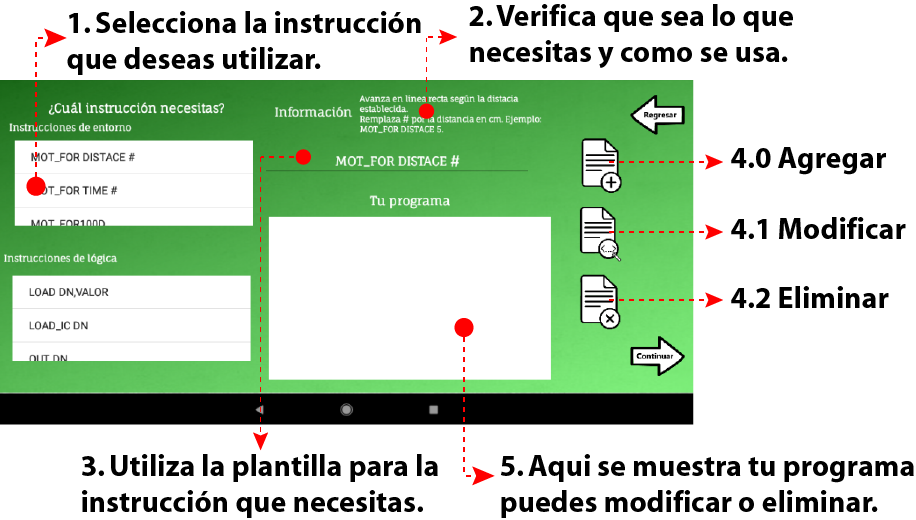 1. Selecciona la instrucción
que deseas utilizar.
2. Verifica que sea lo que
necesitas y como se usa.
¿Cuál instrucción necesitas?
Instrucciones de entorno
MOT_FOR DISTACE #
MOT_FOR TIME #
MOT_FOR100D
Instrucciones de lógica
LOAD DN,VALOR
LOAD_IC DN
OUT DN
Información
Avanza en linea recta según la distacia
establecida.
Remplaza # por la distancia en cm. Ejemplo:
MOT_FOR DISTACE 5.
MOT_FOR DISTACE #
Tu programa
Regresar
Continuar
4.0 Agregar
4.1 Modificar
4.2 Eliminar
3. Utiliza la plantilla para la
instrucción que necesitas.
5. Aqui se muestra tu programa
puedes modificar o eliminar.